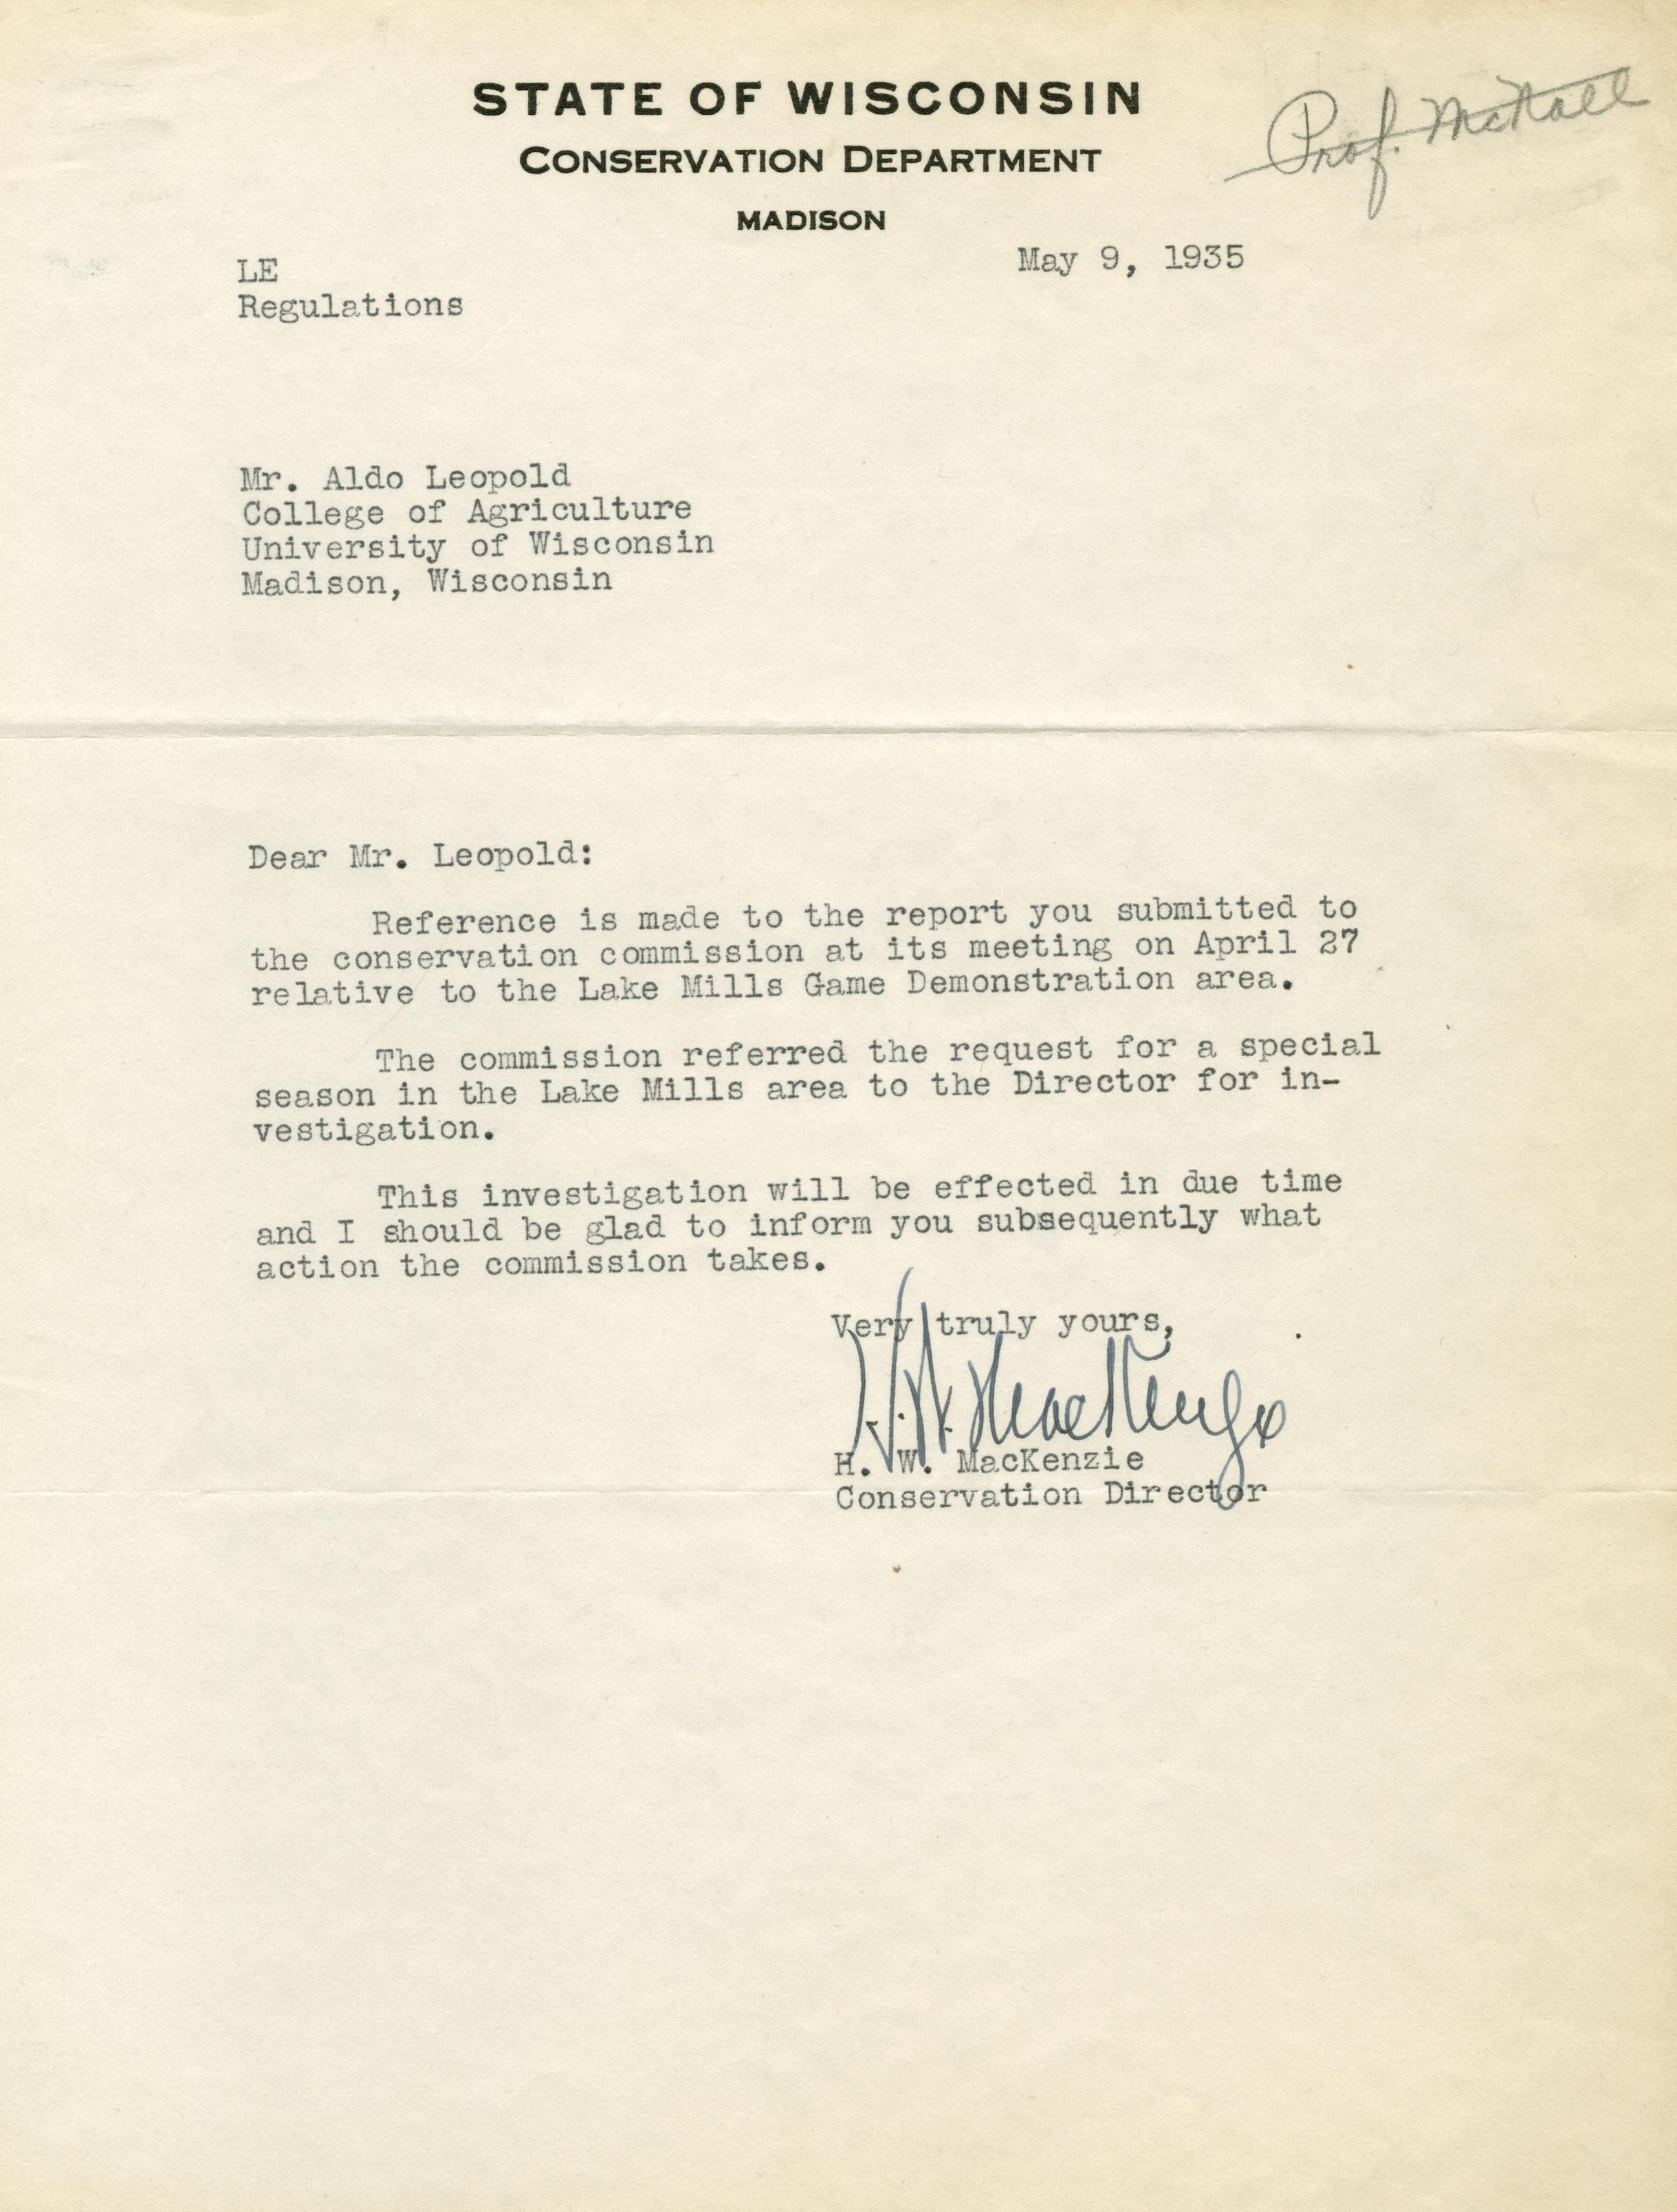 STATE OF WISCONSIN
CONSERVATION DEPARTMENT
MADISON
Prof. McNall
May 9, 1935
LE
Regulations
Mr. Aldo Leopold
College of Agriculture
University of Wisconsin
Madison, Wisconsin
Dear Mr. Leopold:
Reference is made to the report you submitted to
the conservation commission at its meeting on April 27
relative to the Lake Mills Game Demonstration area.
The commission referred the request for a special
season in the Lake Mills area to the Director for in-
vestigation.
This investigation will be effected in due time
and I should be glad to inform you subsequently what
action the commission takes.
Very truly yours,
H. W. MacKenzie
H. W. MacKenzie
Conservation Director